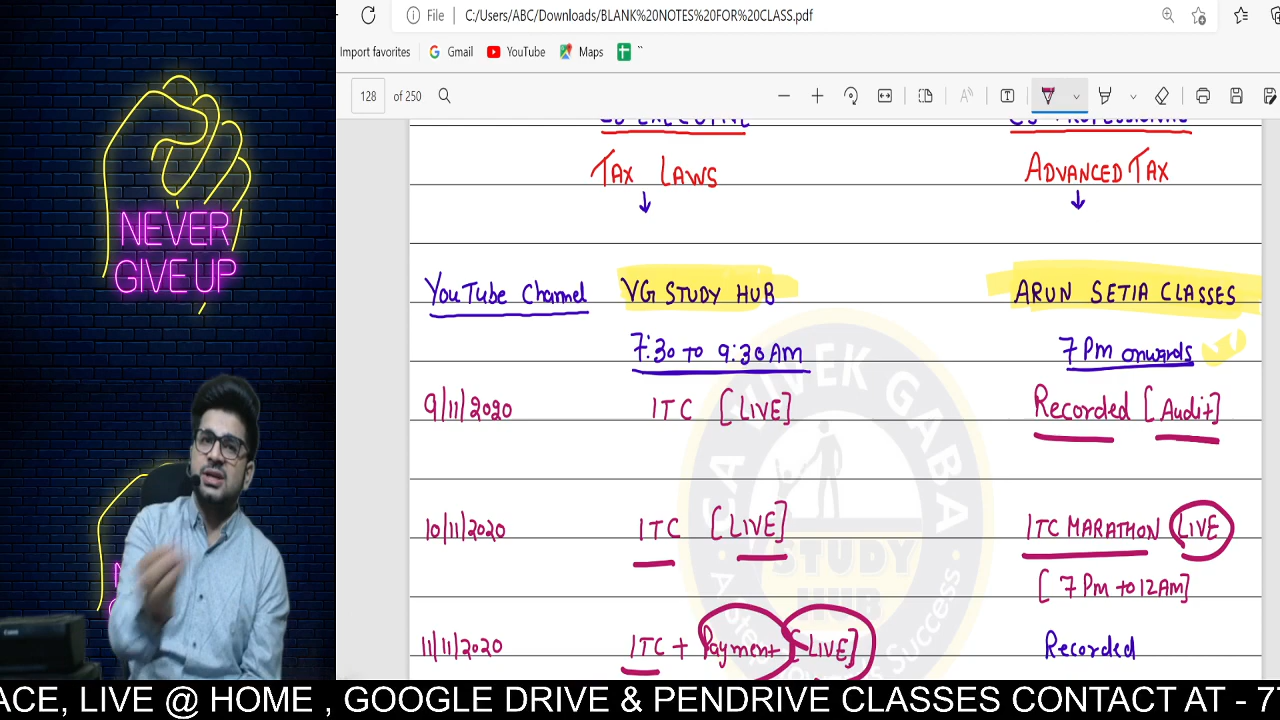 File C:/Users/ABC/Downloads/BLANK%20NOTES%20FOR%20CLASS.pdf
Import favorites Gmail YouTube Maps
128 of 250
TAX LAWS ADVANCED TAX
YouTube Channel VG STUDY HUB ARUN SETIA CLASSES
7:30 TO 9:30 AM 7 Pm onwards
9/11/2020 ITC [LIVE] Recorded [Audit]
10/11/2020 ITC [LIVE] ITC MARATHON LIVE
[7 Pm to 12AM]
11/11/2020 ITC + Payment [LIVE] Recorded
NEVER
GIVE UP
ACE, LIVE @ HOME , GOOGLE DRIVE & PENDRIVE CLASSES CONTACT AT - 7